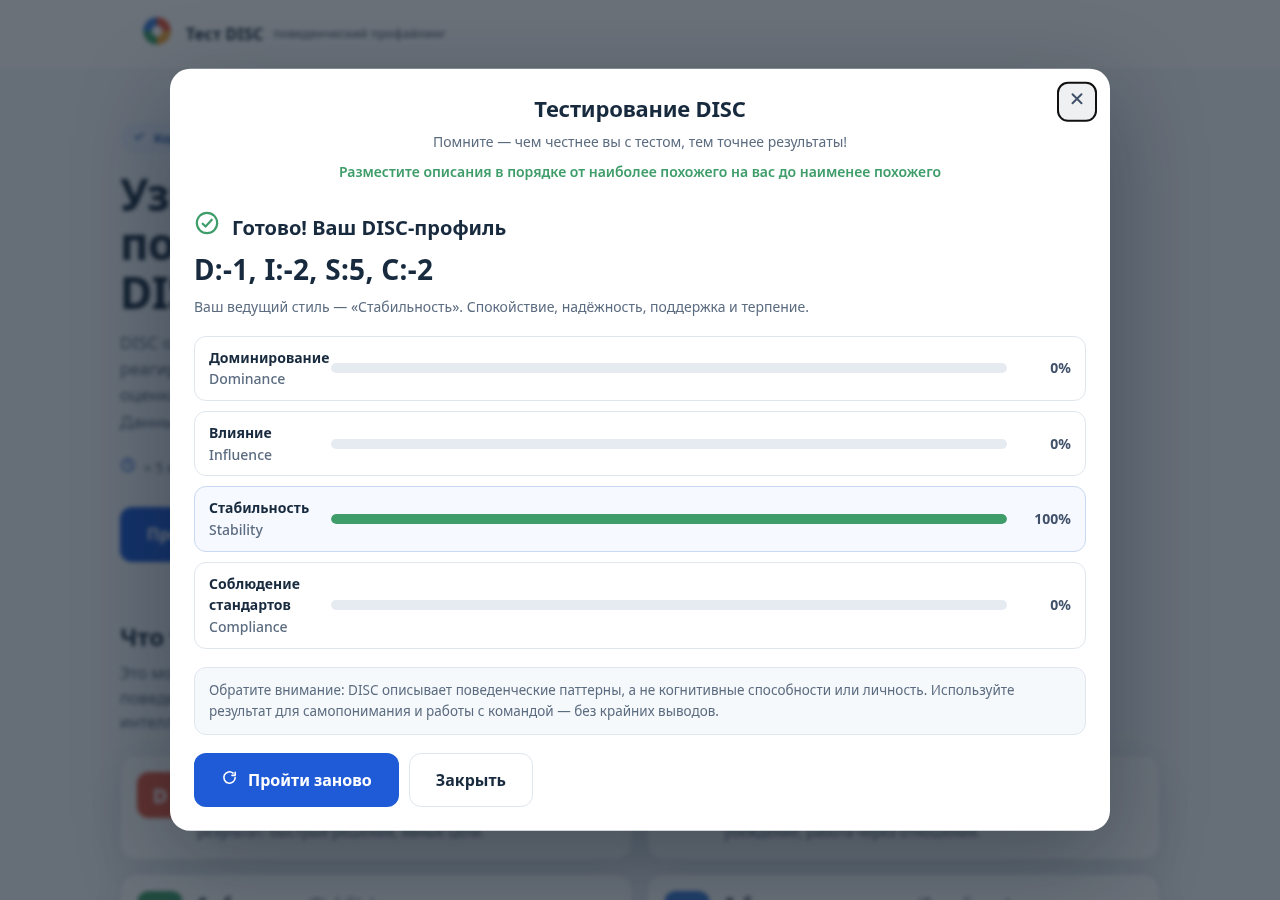 Тест DISC поведенческий профайлинг
Тестирование DISC
Помните — чем честнее вы с тестом, тем точнее результаты!
Разместите описания в порядке от наиболее похожего на вас до наименее похожего
Готово! Ваш DISC-профиль
D:-1, I:-2, S:5, C:-2
Ваш ведущий стиль — «Стабильность». Спокойствие, надёжность, поддержка и терпение.
Доминирование
Dominance
0%
Влияние
Influence
0%
Стабильность
Stability
100%
Соблюдение
стандартов
Compliance
0%
Обратите внимание: DISC описывает поведенческие паттерны, а не когнитивные способности или личность. Используйте
результат для самопонимания и работы с командой — без крайних выводов.
Пройти заново
Закрыть